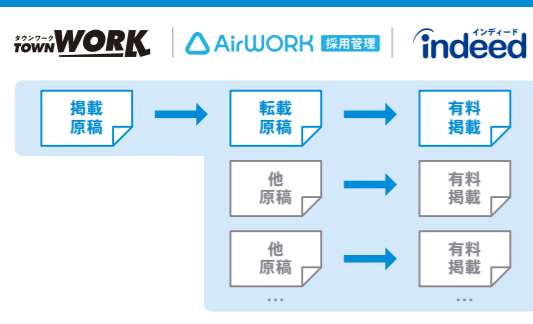 タウンワーク
TOWN WORK
AirWORK 採用管理
インディード
indeed
掲載
原稿
転載
原稿
有料
掲載
他
原稿
有料
掲載
他
原稿
有料
掲載
...
...